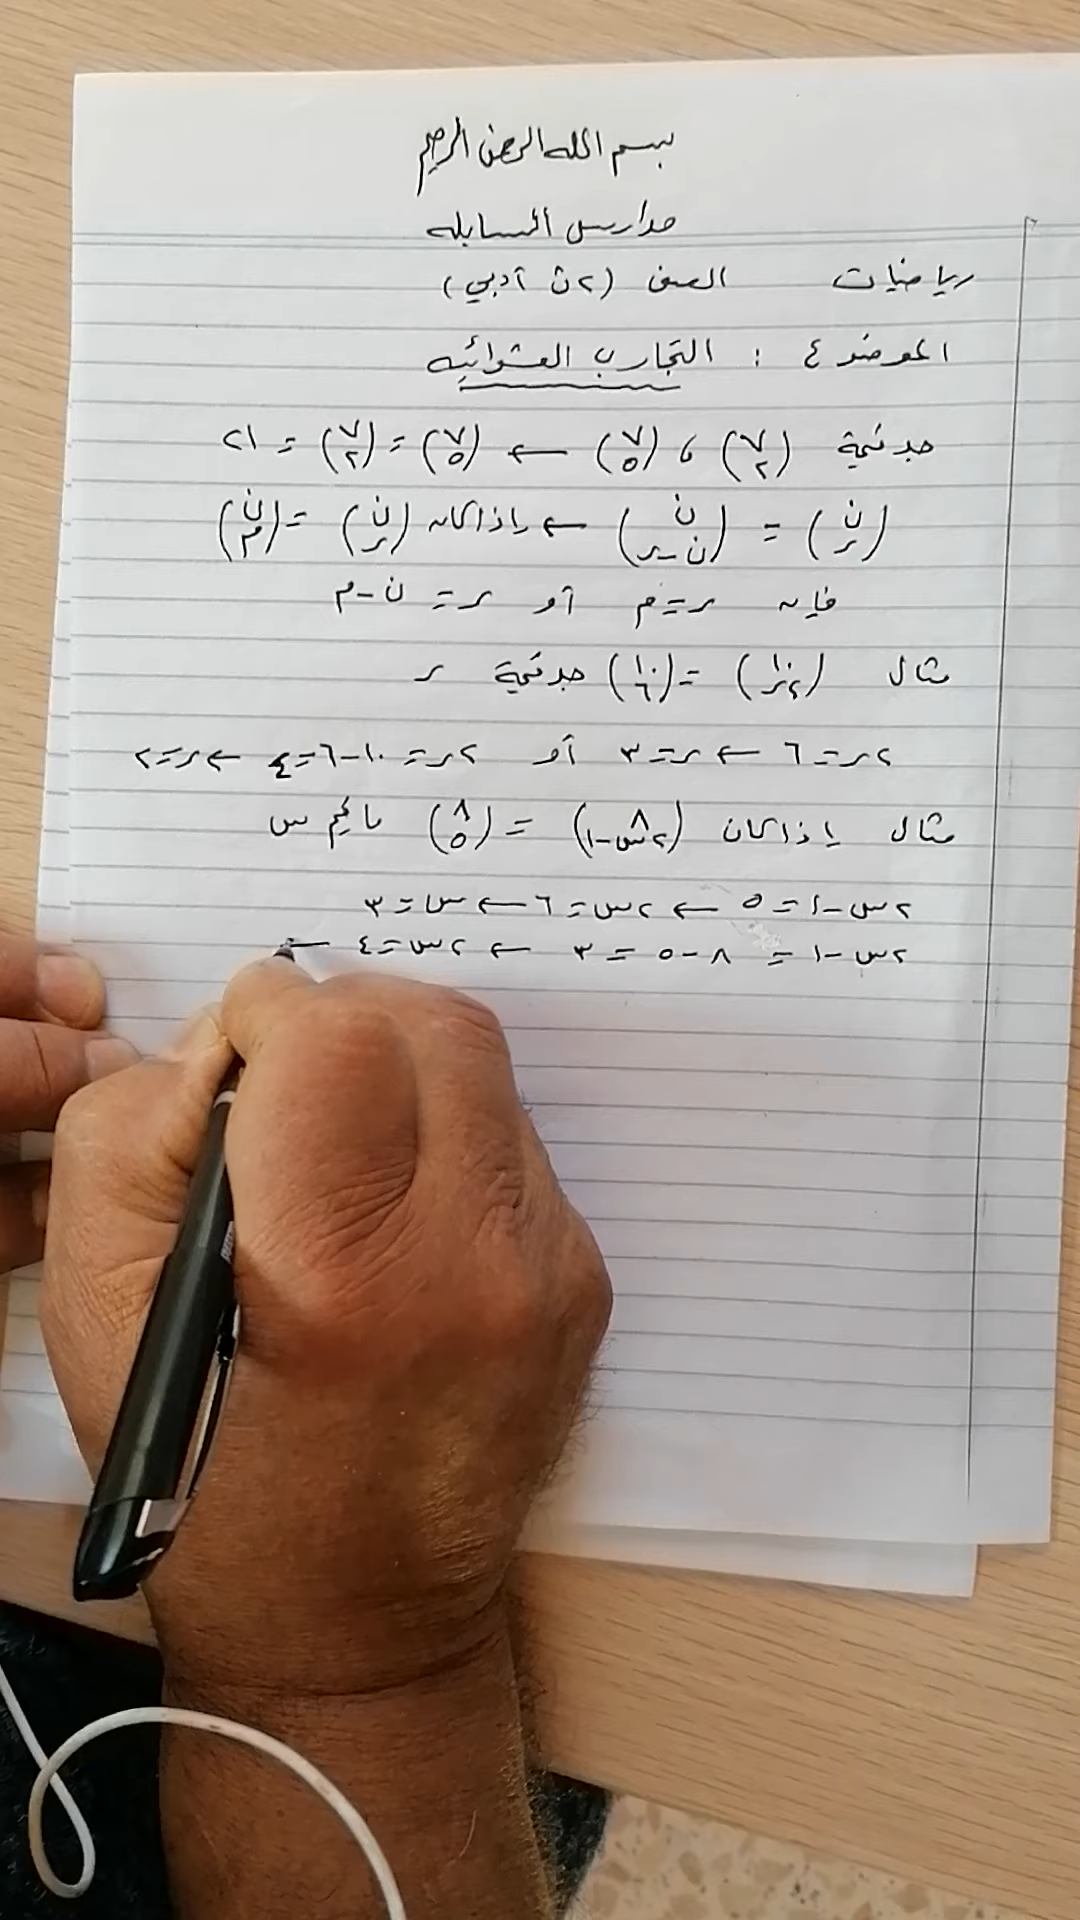 بسم الله الرحمن الرحيم
مدارس السابلة
رياضيات الصف (٢ث أدبي)
الموضوع : التجارب العشوائية
جد قيمة (٧ ٢) ، (٧ ٥) ← (٧ ٥) = (٧ ٢) = ٢١
(ن ر) = (ن ن-ر) ← إذا كان (ن ر) = (ن م)
فإن ر = م أو ر = ن-م
مثال (١٠ ٢ر) = (١٠ ٦) جد قيمة ر
٢ر = ٦ ← ر = ٣ أو ٢ر = ١٠-٦ = ٤ ← ر = ٢
مثال إذا كان (٨ ٢س-١) = (٨ ٥) ما قيم س
٢س-١ = ٥ ← ٢س = ٦ ← س = ٣
٢س-١ = ٨-٥ = ٣ ← ٢س = ٤ ←